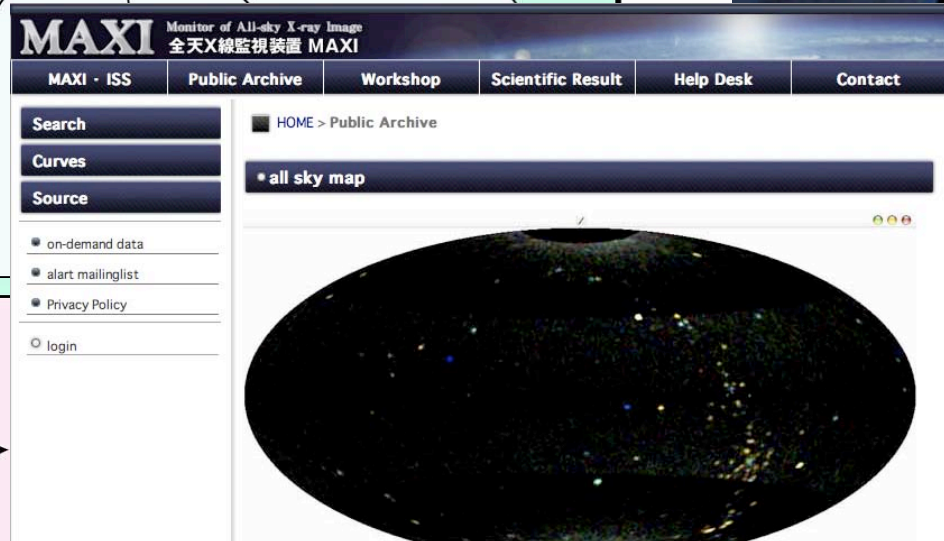 MAXI
Monitor of All-sky X-ray Image
全天X線監視装置 MAXI
MAXI・ISS
Public Archive
Workshop
Scientific Result
Help Desk
Contact
Search
Curves
Source
on-demand data
alart mailinglist
Privacy Policy
login
HOME > Public Archive
all sky map